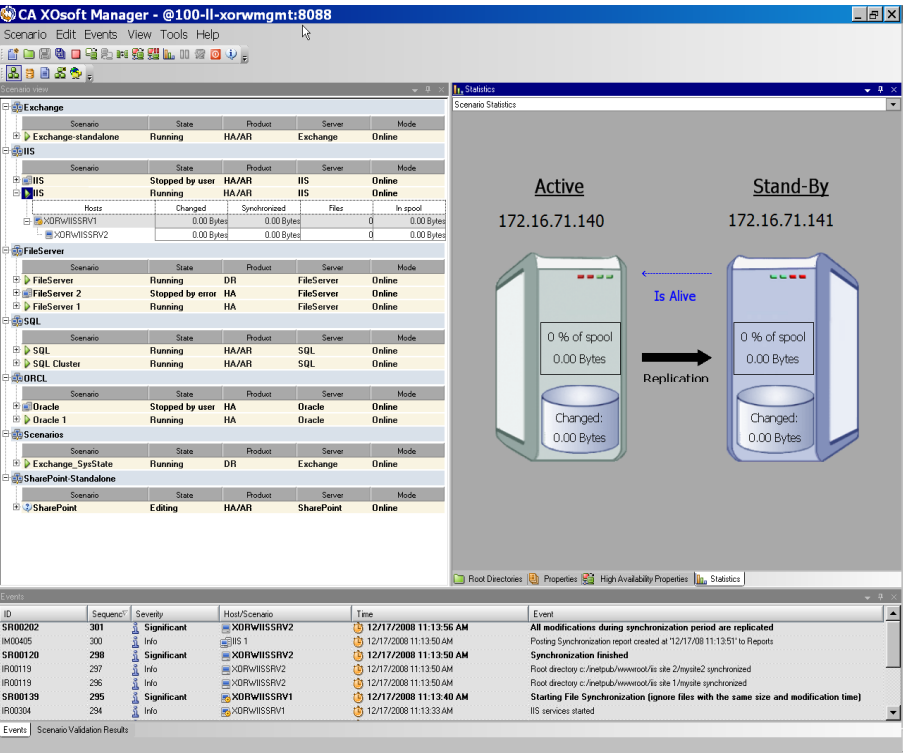 CA XOsoft Manager - @100-ll-xorwmgmt:8088
Scenario Edit Events View Tools Help
Scenario view
Exchange
Scenario State Product Server Mode
Exchange-standalone Running HA/AR Exchange Online
IIS
Scenario State Product Server Mode
IIS Stopped by user HA/AR IIS Online
IIS Running HA/AR IIS Online
Hosts Changed Synchronized Files In spool
XORWIISSRV1 0.00 Bytes 0.00 Bytes 0 0.00 Bytes
XORWIISSRV2 0.00 Bytes 0.00 Bytes 0 0.00 Bytes
FileServer
Scenario State Product Server Mode
FileServer Running DR FileServer Online
FileServer 2 Stopped by error HA FileServer Online
FileServer 1 Running HA FileServer Online
SQL
Scenario State Product Server Mode
SQL Running HA/AR SQL Online
SQL Cluster Running HA/AR SQL Online
ORCL
Scenario State Product Server Mode
Oracle Stopped by user HA Oracle Online
Oracle 1 Running HA Oracle Online
Scenarios
Scenario State Product Server Mode
Exchange_SysState Running DR Exchange Online
SharePoint-Standalone
Scenario State Product Server Mode
SharePoint Editing HA/AR SharePoint Online
Statistics
Scenario Statistics
Active Stand-By
172.16.71.140 172.16.71.141
Is Alive
0 % of spool 0 % of spool
0.00 Bytes 0.00 Bytes
Replication
Changed: Changed:
0.00 Bytes 0.00 Bytes
Root Directories Properties High Availability Properties Statistics
Events
ID Sequenc Severity Host/Scenario Time Event
SR00202 301 Significant XORWIISSRV2 12/17/2008 11:13:56 AM All modifications during synchronization period are replicated
IM00405 300 Info IIS 1 12/17/2008 11:13:50 AM Posting Synchronization report created at '12/17/08 11:13:51' to Reports
SR00120 298 Significant XORWIISSRV2 12/17/2008 11:13:50 AM Synchronization finished
IR00119 297 Info XORWIISSRV2 12/17/2008 11:13:50 AM Root directory c:/inetpub/wwwroot/iis site 2/mysite2 synchronized
IR00119 296 Info XORWIISSRV2 12/17/2008 11:13:50 AM Root directory c:/inetpub/wwwroot/iis site 1/mysite synchronized
SR00139 295 Significant XORWIISSRV1 12/17/2008 11:13:40 AM Starting File Synchronization (ignore files with the same size and modification time)
IR00304 294 Info XORWIISSRV1 12/17/2008 11:13:33 AM IIS services started
Events Scenario Validation Results